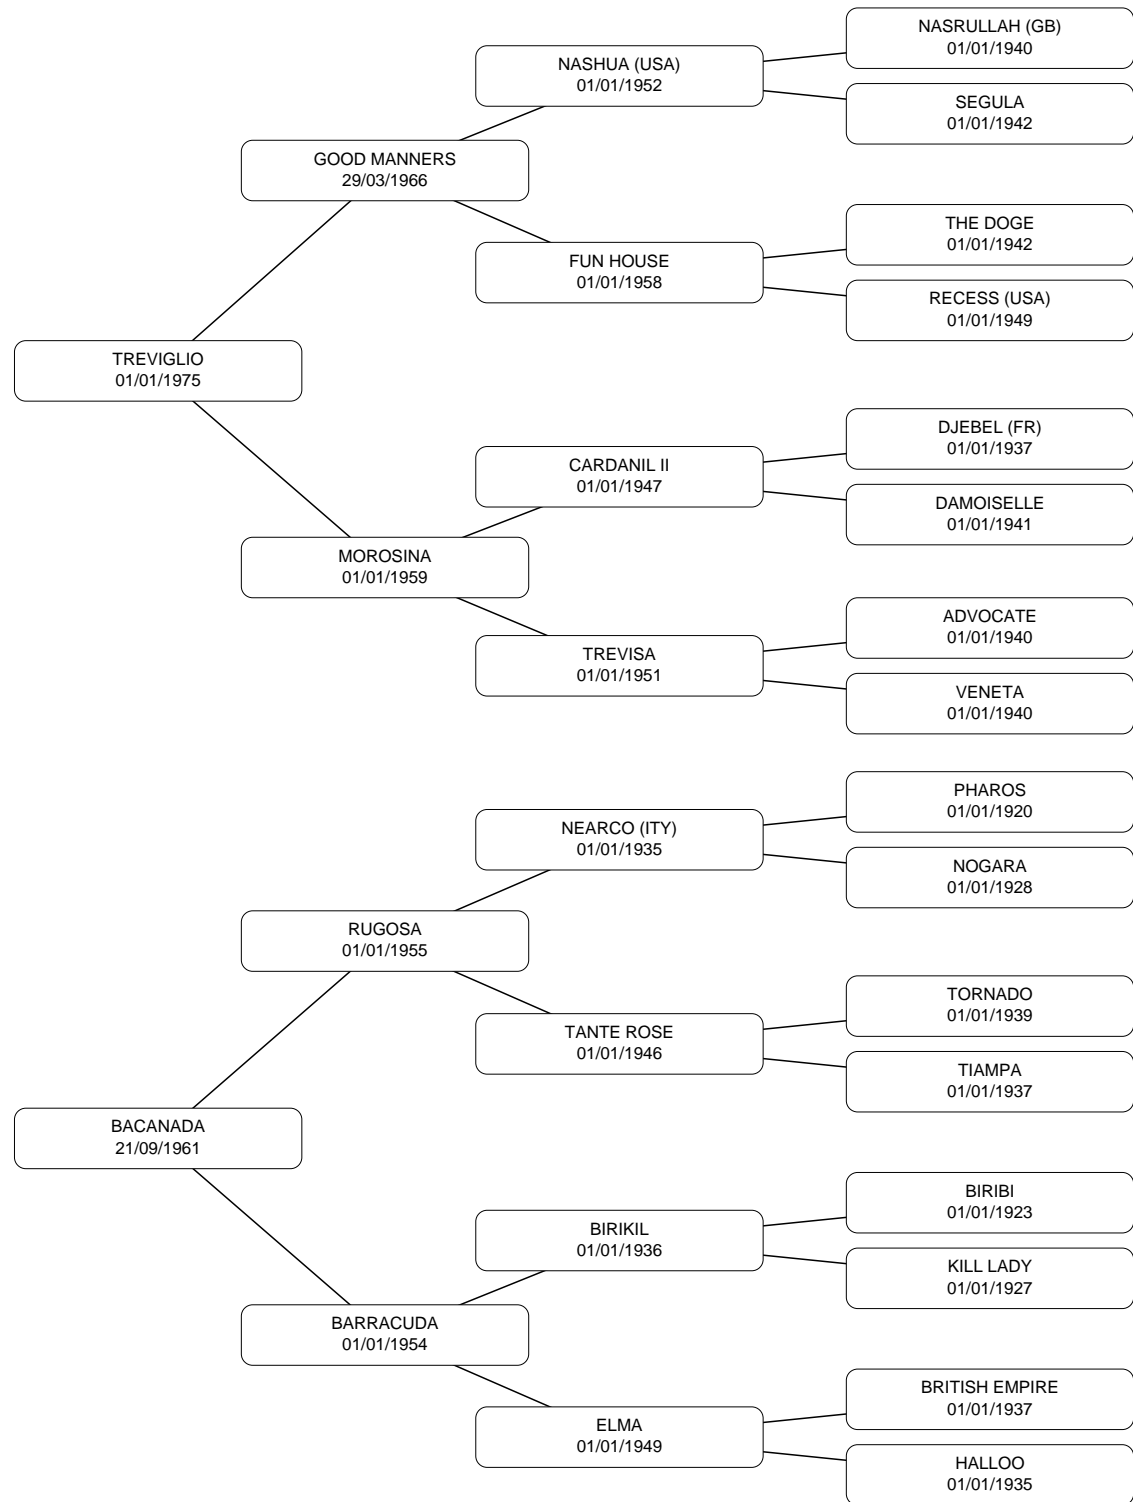 NASRULLAH (GB)
01/01/1940
NASHUA (USA)
01/01/1952
SEGULA
01/01/1942
GOOD MANNERS
29/03/1966
THE DOGE
01/01/1942
FUN HOUSE
01/01/1958
RECESS (USA)
01/01/1949
TREVIGLIO
01/01/1975
DJEBEL (FR)
01/01/1937
CARDANIL II
01/01/1947
DAMOISELLE
01/01/1941
MOROSINA
01/01/1959
ADVOCATE
01/01/1940
TREVISA
01/01/1951
VENETA
01/01/1940
PHAROS
01/01/1920
NEARCO (ITY)
01/01/1935
NOGARA
01/01/1928
RUGOSA
01/01/1955
TORNADO
01/01/1939
TANTE ROSE
01/01/1946
TIAMPA
01/01/1937
BACANADA
21/09/1961
BIRIBI
01/01/1923
BIRIKIL
01/01/1936
KILL LADY
01/01/1927
BARRACUDA
01/01/1954
BRITISH EMPIRE
01/01/1937
ELMA
01/01/1949
HALLOO
01/01/1935